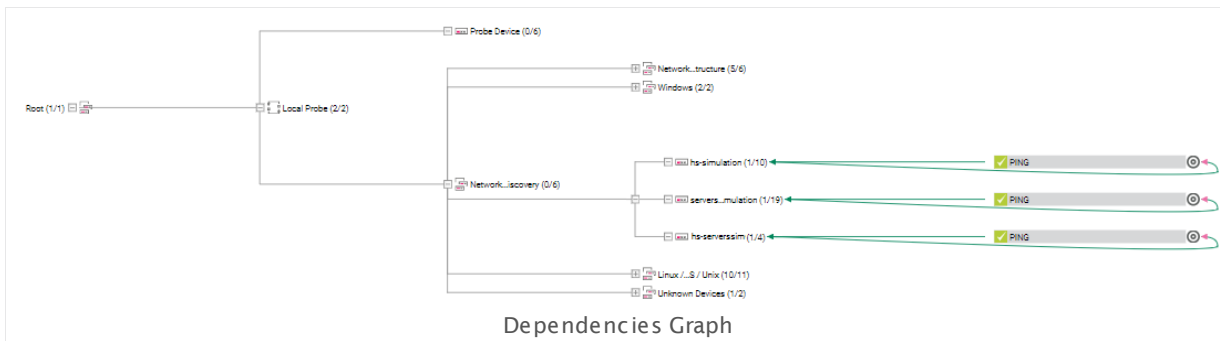 Probe Device (0/6)
Network...tructure (5/6)
Windows (2/2)
Root (1/1)
Local Probe (2/2)
hs-simulation (1/10)
PING
Network...iscovery (0/6)
servers...mulation (1/19)
PING
hs-serverssim (1/4)
PING
Linux /...S / Unix (10/11)
Unknown Devices (1/2)
Dependencies Graph